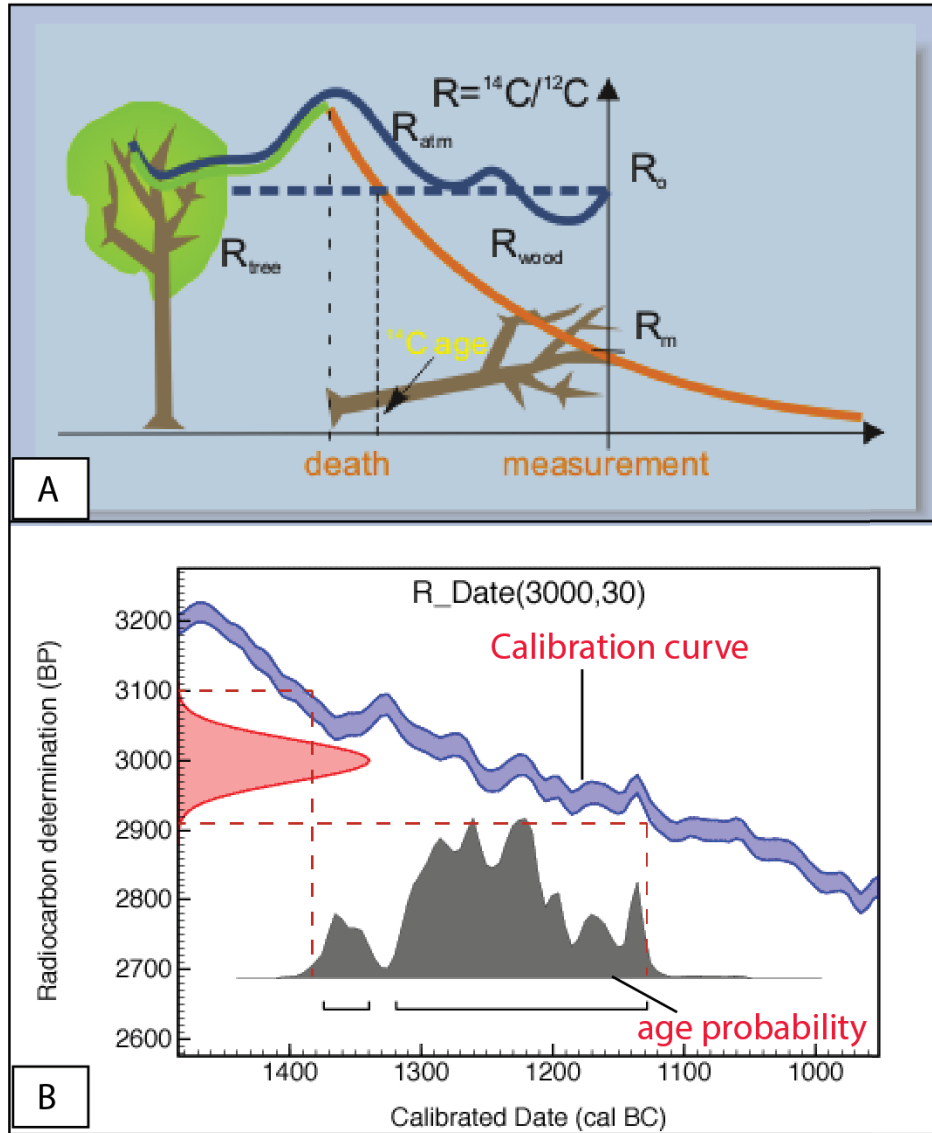 R=¹⁴C/¹²C
R_atm
R_o
R_tree
R_wood
R_m
¹⁴C age
death
measurement
A
R_Date(3000,30)
Calibration curve
3200
3100
3000
2900
2800
2700
2600
Radiocarbon determination (BP)
age probability
1400
1300
1200
1100
1000
Calibrated Date (cal BC)
B